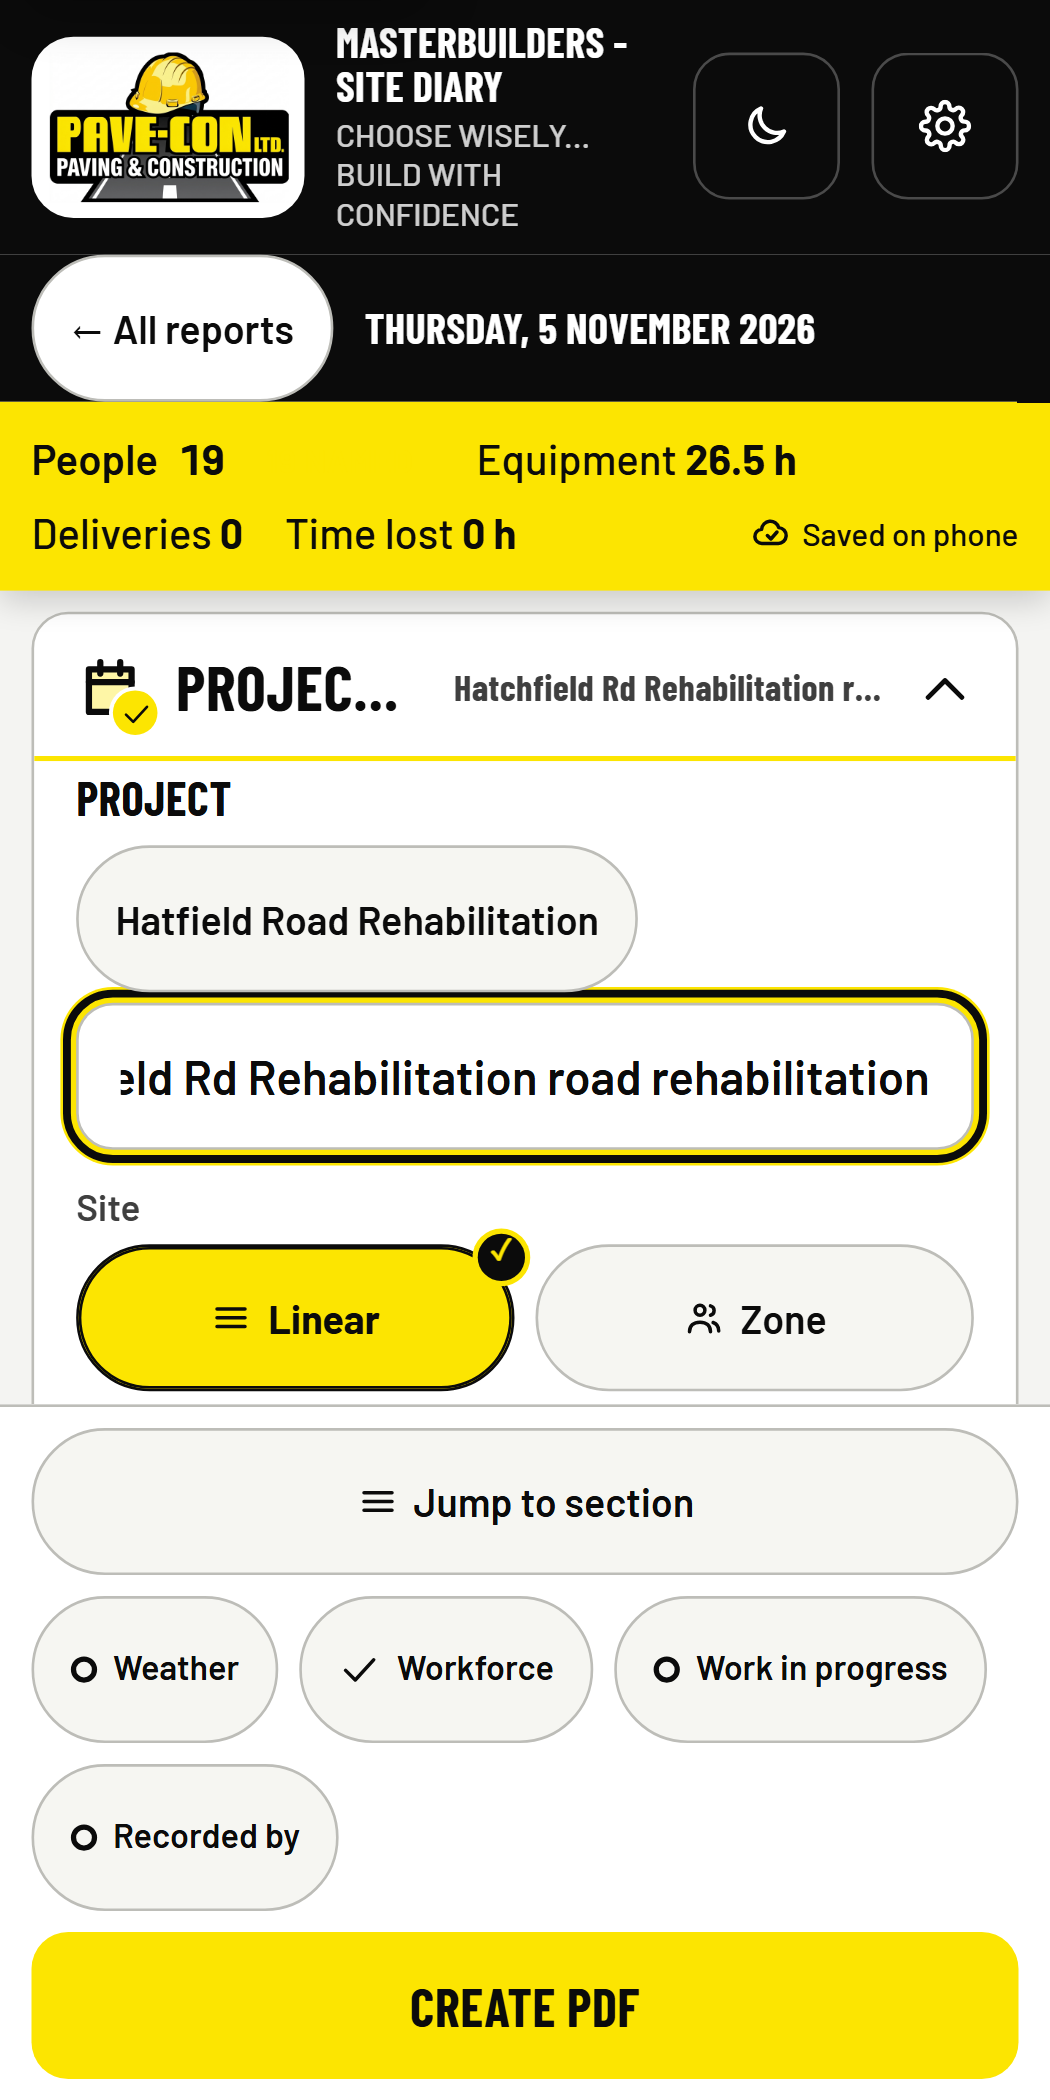 PAVE-CON LTD.
PAVING & CONSTRUCTION
MASTERBUILDERS -
SITE DIARY
CHOOSE WISELY...
BUILD WITH
CONFIDENCE
← All reports
THURSDAY, 5 NOVEMBER 2026
People 19 Equipment 26.5 h
Deliveries 0 Time lost 0 h Saved on phone
PROJEC... Hatchfield Rd Rehabilitation r...
PROJECT
Hatfield Road Rehabilitation
eld Rd Rehabilitation road rehabilitation
Site
Linear Zone
Jump to section
Weather Workforce Work in progress
Recorded by
CREATE PDF